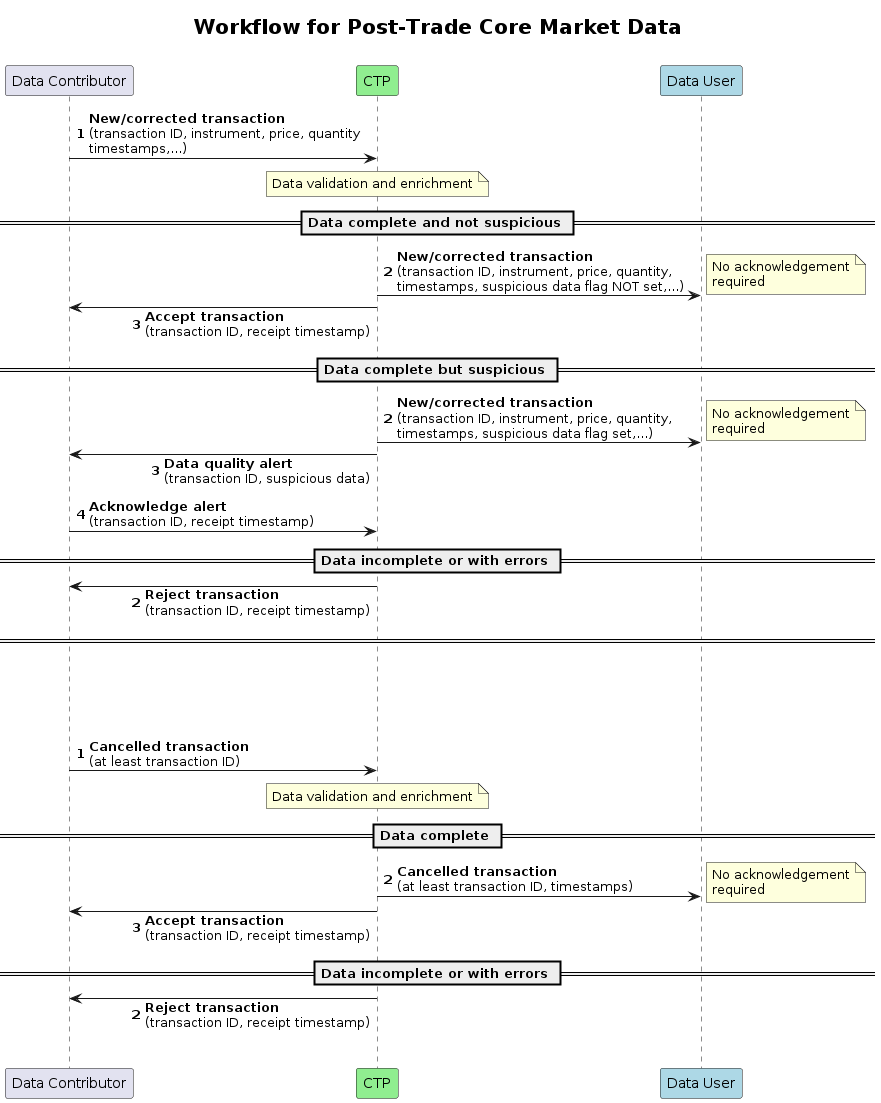 Workflow for Post-Trade Core Market Data
Data Contributor
CTP
Data User
1 New/corrected transaction
(transaction ID, instrument, price, quantity
timestamps,...)
Data validation and enrichment
Data complete and not suspicious
2 New/corrected transaction
(transaction ID, instrument, price, quantity,
timestamps, suspicious data flag NOT set,...)
No acknowledgement
required
3 Accept transaction
(transaction ID, receipt timestamp)
Data complete but suspicious
2 New/corrected transaction
(transaction ID, instrument, price, quantity,
timestamps, suspicious data flag set,...)
No acknowledgement
required
3 Data quality alert
(transaction ID, suspicious data)
4 Acknowledge alert
(transaction ID, receipt timestamp)
Data incomplete or with errors
2 Reject transaction
(transaction ID, receipt timestamp)
1 Cancelled transaction
(at least transaction ID)
Data validation and enrichment
Data complete
2 Cancelled transaction
(at least transaction ID, timestamps)
No acknowledgement
required
3 Accept transaction
(transaction ID, receipt timestamp)
Data incomplete or with errors
2 Reject transaction
(transaction ID, receipt timestamp)
Data Contributor
CTP
Data User